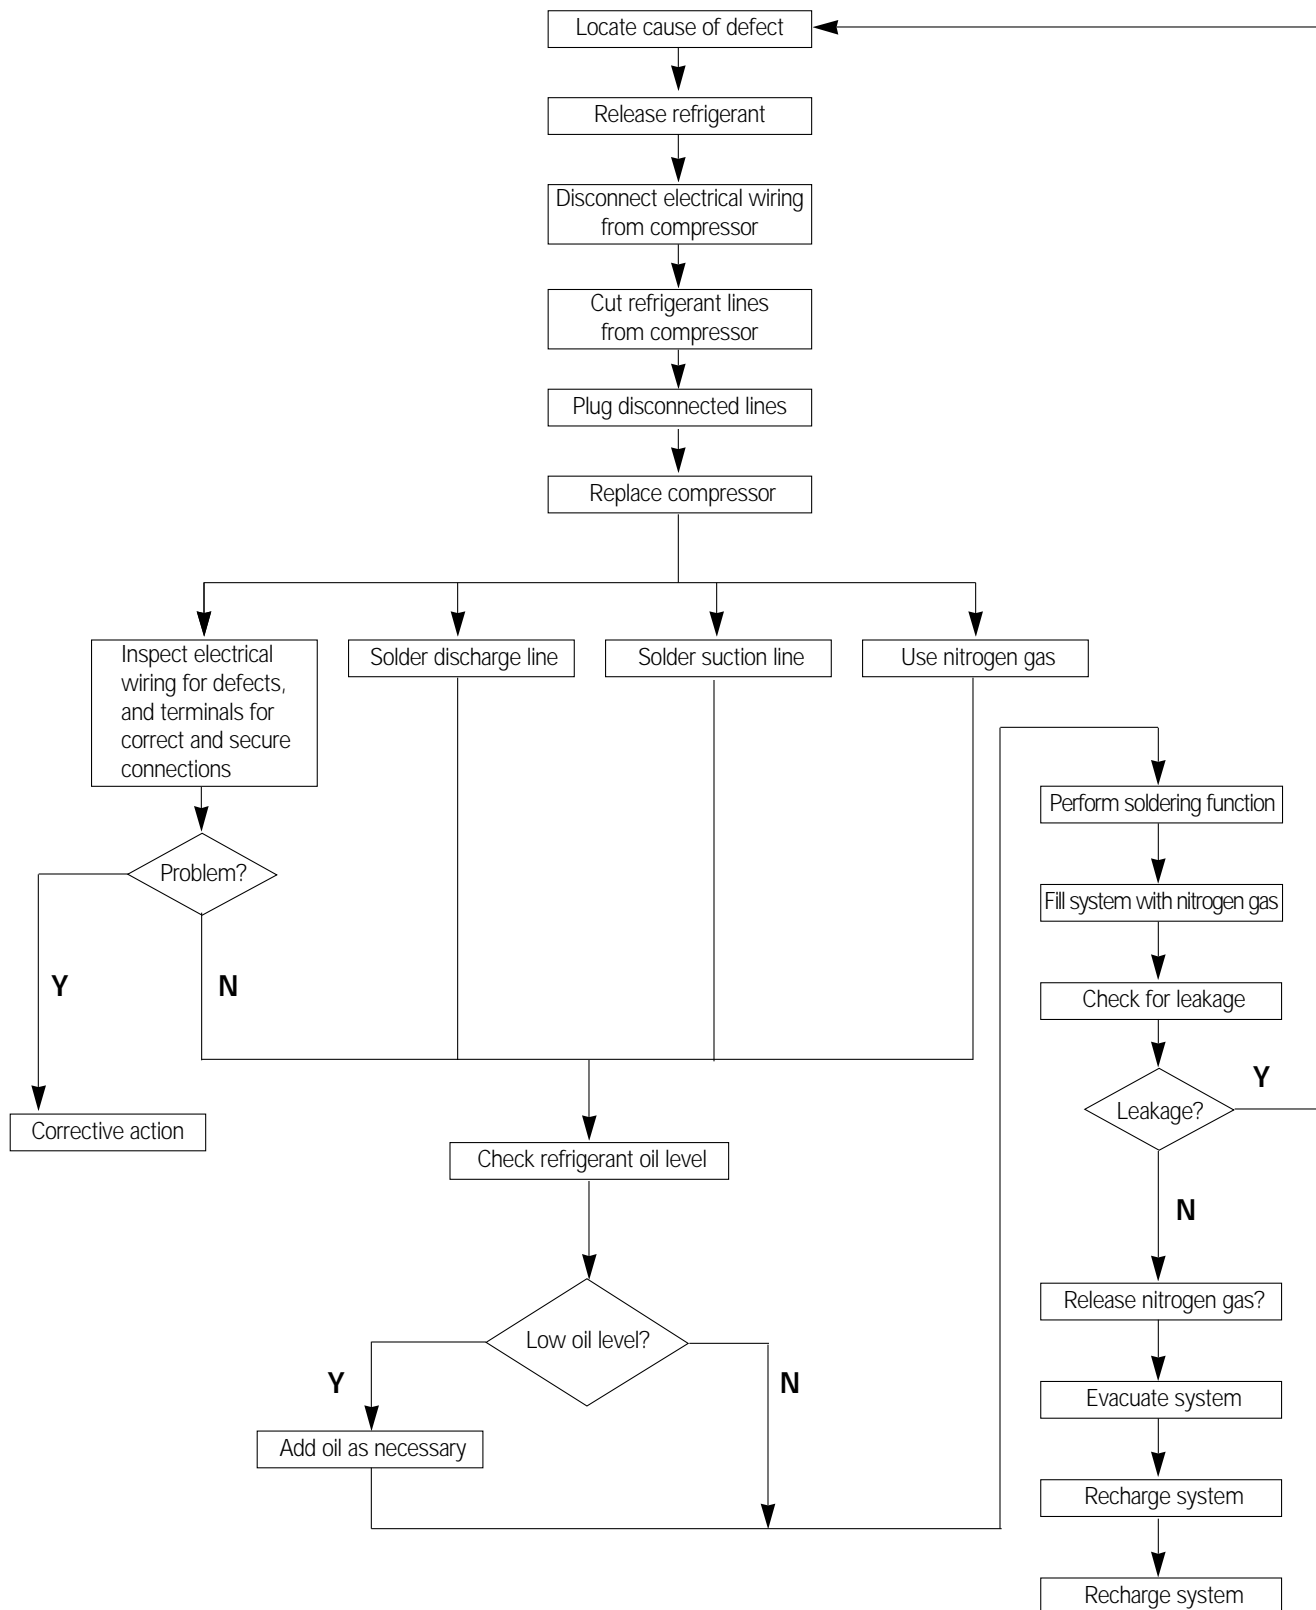 Locate cause of defect
Release refrigerant
Disconnect electrical wiring
from compressor
Cut refrigerant lines
from compressor
Plug disconnected lines
Replace compressor
Inspect electrical
wiring for defects,
and terminals for
correct and secure
connections
Solder discharge line
Solder suction line
Use nitrogen gas
Problem?
Y
N
Corrective action
Check refrigerant oil level
Low oil level?
Y
N
Add oil as necessary
Perform soldering function
Fill system with nitrogen gas
Check for leakage
Leakage?
Y
N
Release nitrogen gas?
Evacuate system
Recharge system
Recharge system